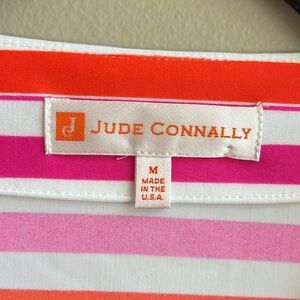 JC
JUDE CONNALLY
M
MADE
IN THE
U.S.A.